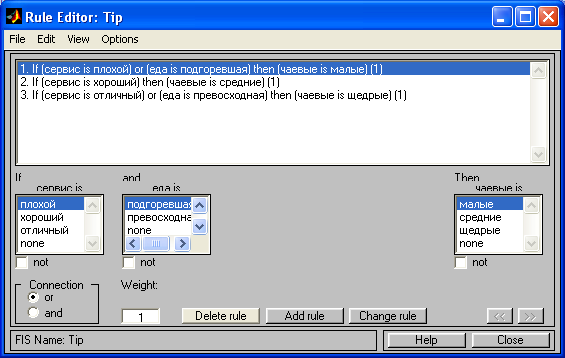 Rule Editor: Tip
File Edit View Options
1. If (сервис is плохой) or (еда is подгоревшая) then (чаевые is малые) (1)
2. If (сервис is хороший) then (чаевые is средние) (1)
3. If (сервис is отличный) or (еда is превосходная) then (чаевые is щедрые) (1)
If and Then
сервис is еда is чаевые is
плохой подгоревшая малые
хороший превосходна средние
отличный none щедрые
none none
not not not
Connection Weight:
or
and 1 Delete rule Add rule Change rule << >>
FIS Name: Tip Help Close